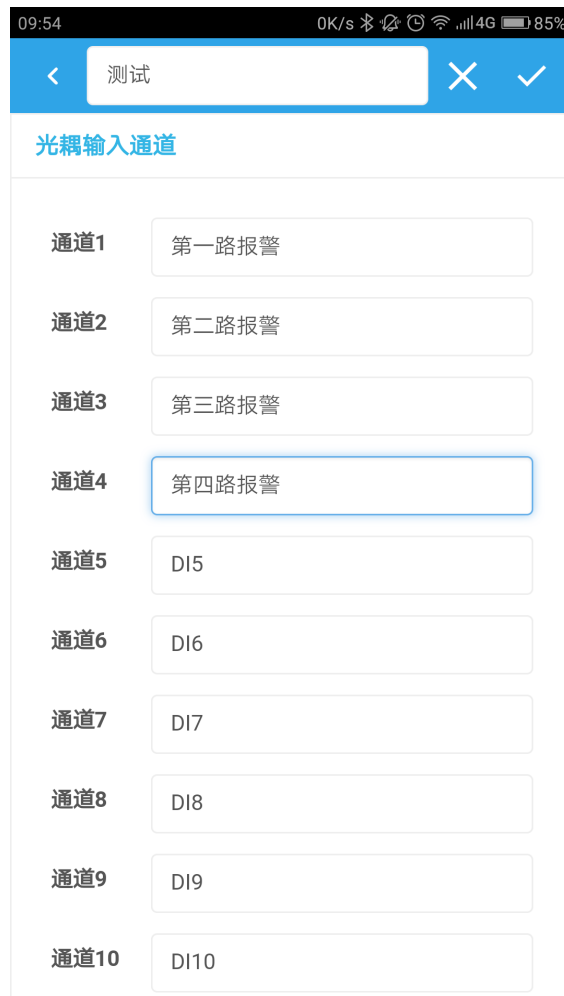 09:54 0K/s 4G 85%
测试
光耦输入通道
通道1 第一路报警
通道2 第二路报警
通道3 第三路报警
通道4 第四路报警
通道5 DI5
通道6 DI6
通道7 DI7
通道8 DI8
通道9 DI9
通道10 DI10